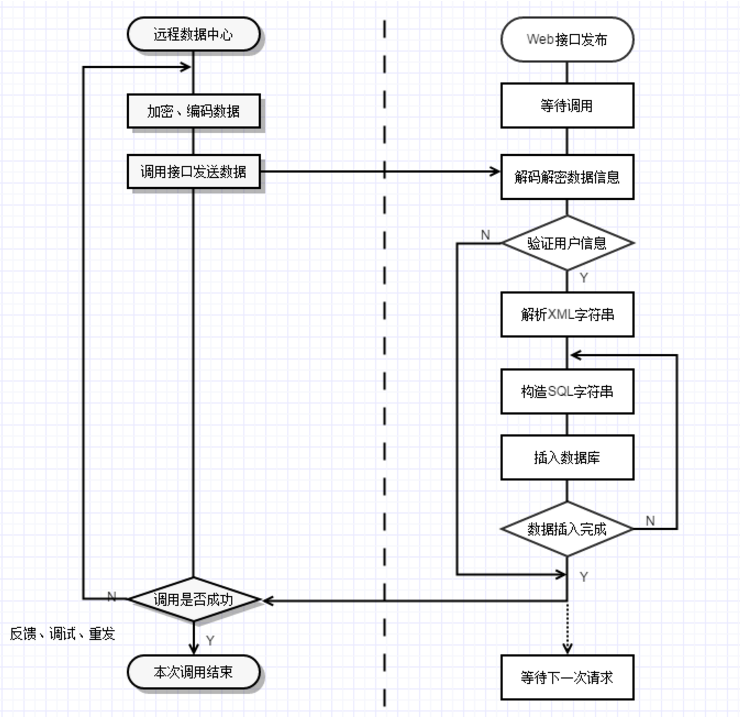 远程数据中心
加密、编码数据
调用接口发送数据
调用是否成功
N
反馈、调试、重发
Y
本次调用结束
Web接口发布
等待调用
解码解密数据信息
验证用户信息
N
Y
解析XML字符串
构造SQL字符串
插入数据库
数据插入完成
N
Y
等待下一次请求